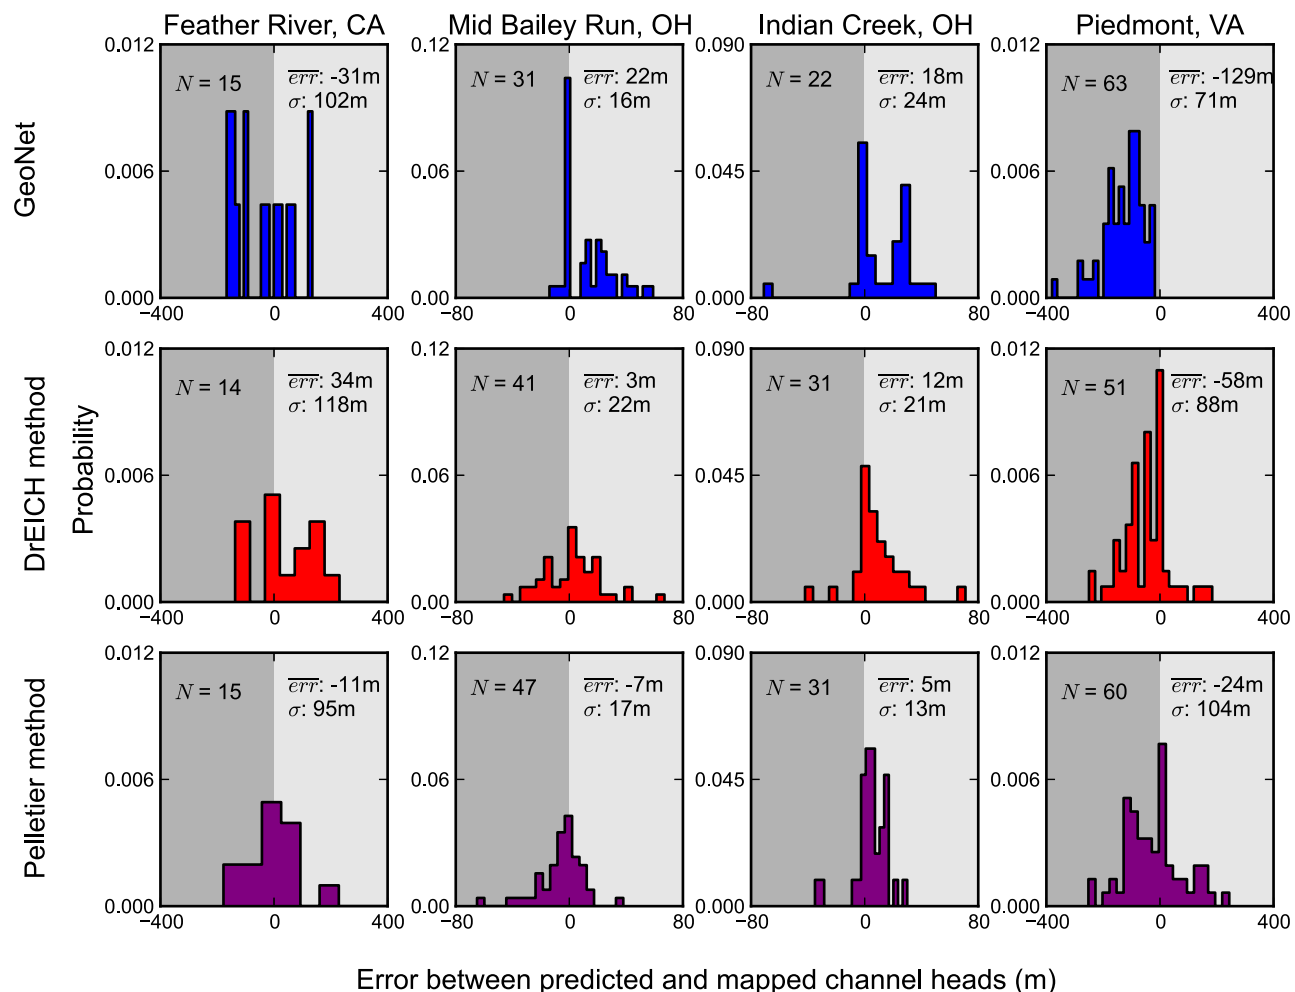 Feather River, CA
Mid Bailey Run, OH
Indian Creek, OH
Piedmont, VA
GeoNet
0.012
0.006
0.000
−400
0
400
N = 15
err: -31m
σ: 102m
0.12
0.06
0.00
−80
0
80
N = 31
err: 22m
σ: 16m
0.090
0.045
0.000
−80
0
80
N = 22
err: 18m
σ: 24m
0.012
0.006
0.000
−400
0
400
N = 63
err: -129m
σ: 71m
DrEICH method
Probability
0.012
0.006
0.000
−400
0
400
N = 14
err: 34m
σ: 118m
0.12
0.06
0.00
−80
0
80
N = 41
err: 3m
σ: 22m
0.090
0.045
0.000
−80
0
80
N = 31
err: 12m
σ: 21m
0.012
0.006
0.000
−400
0
400
N = 51
err: -58m
σ: 88m
Pelletier method
0.012
0.006
0.000
−400
0
400
N = 15
err: -11m
σ: 95m
0.12
0.06
0.00
−80
0
80
N = 47
err: -7m
σ: 17m
0.090
0.045
0.000
−80
0
80
N = 31
err: 5m
σ: 13m
0.012
0.006
0.000
−400
0
400
N = 60
err: -24m
σ: 104m
Error between predicted and mapped channel heads (m)